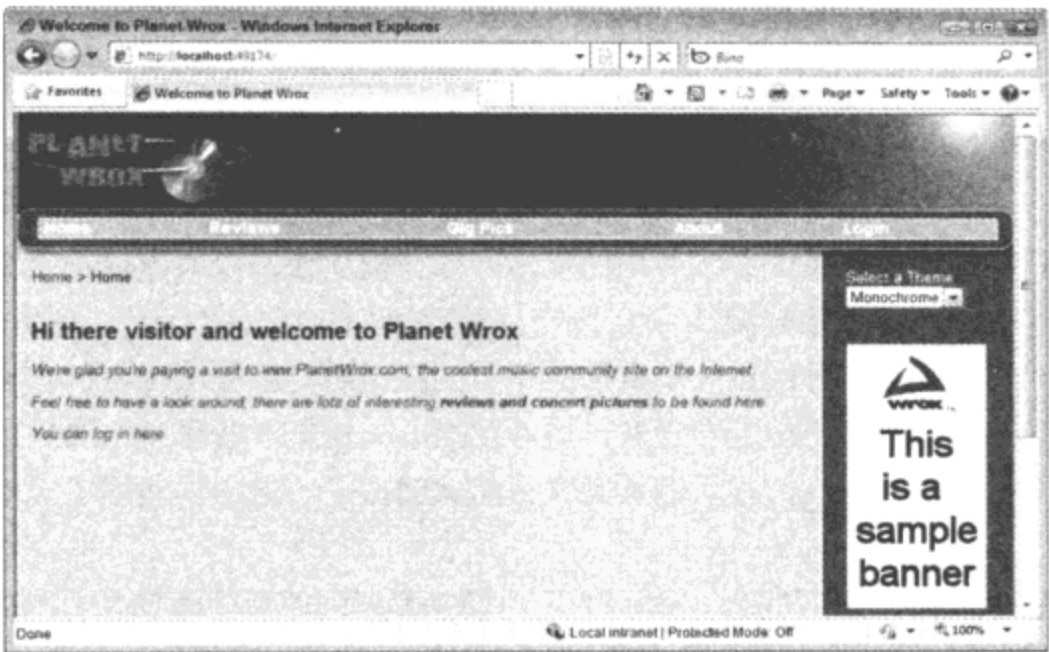 Welcome to Planet Wrox - Windows Internet Explorer
http://localhost:49174/
Bing
Favorites
Welcome to Planet Wrox
Page
Safety
Tools
PLANET
WROX
Home
Reviews
Gig Pics
About
Login
Home > Home
Select a Theme
Monochrome
Hi there visitor and welcome to Planet Wrox
We're glad you're paying a visit to www.PlanetWrox.com, the coolest music community site on the Internet.
Feel free to have a look around; there are lots of interesting reviews and concert pictures to be found here.
You can log in here
wrox
This
is a
sample
banner
Done
Local intranet | Protected Mode: Off
100%